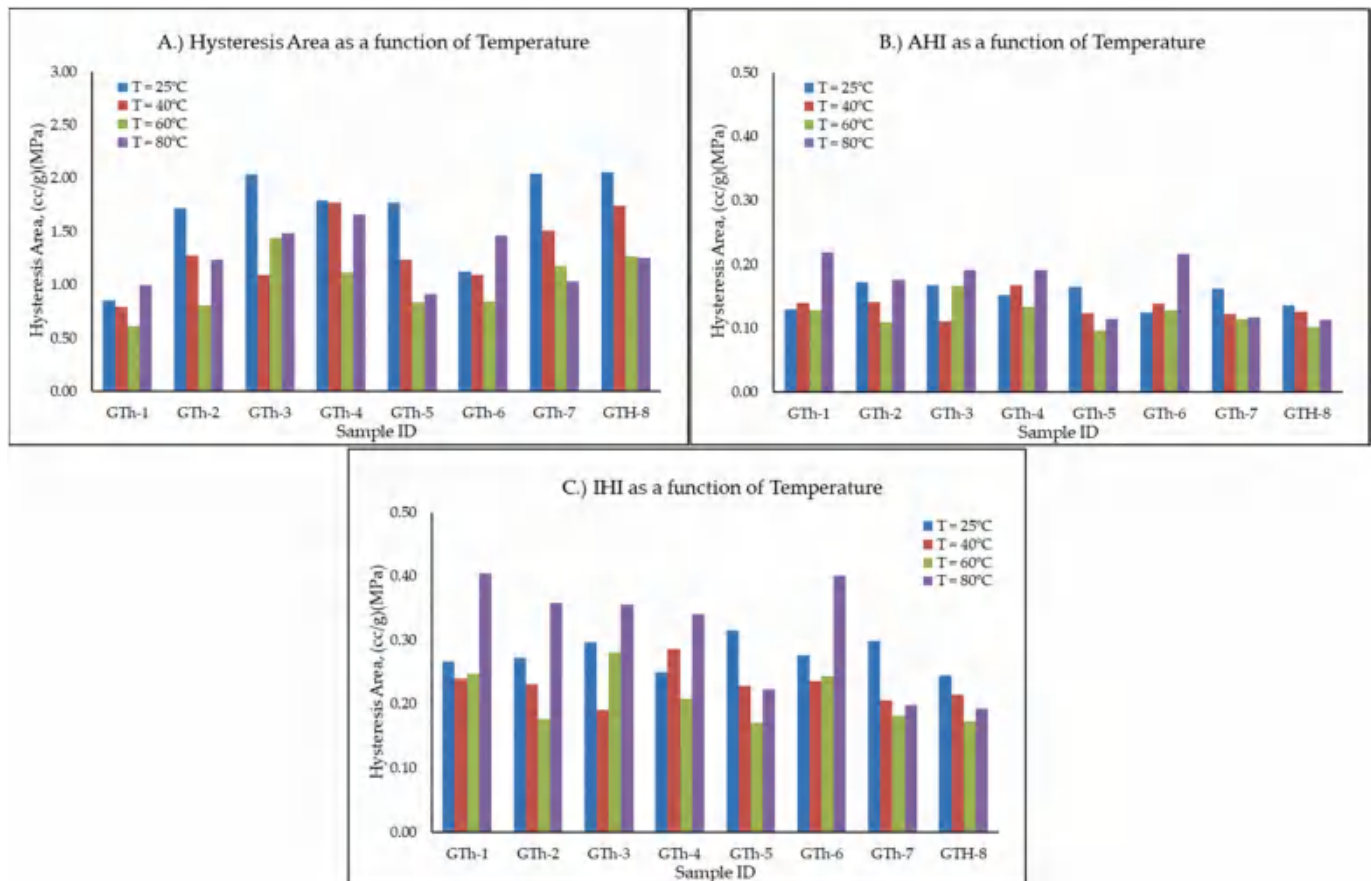 A.) Hysteresis Area as a function of Temperature
3.00
2.50
2.00
1.50
1.00
0.50
0.00
Hysteresis Area, (cc/g)(MPa)
T = 25°C
T = 40°C
T = 60°C
T = 80°C
GTh-1 GTh-2 GTh-3 GTh-4 GTh-5 GTh-6 GTh-7 GTH-8
Sample ID
B.) AHI as a function of Temperature
0.50
0.40
0.30
0.20
0.10
0.00
Hysteresis Area, (cc/g)(MPa)
T = 25°C
T = 40°C
T = 60°C
T = 80°C
GTh-1 GTh-2 GTh-3 GTh-4 GTh-5 GTh-6 GTh-7 GTH-8
Sample ID
C.) IHI as a function of Temperature
0.50
0.40
0.30
0.20
0.10
0.00
Hysteresis Area, (cc/g)(MPa)
T = 25°C
T = 40°C
T = 60°C
T = 80°C
GTh-1 GTh-2 GTh-3 GTh-4 GTh-5 GTh-6 GTh-7 GTH-8
Sample ID